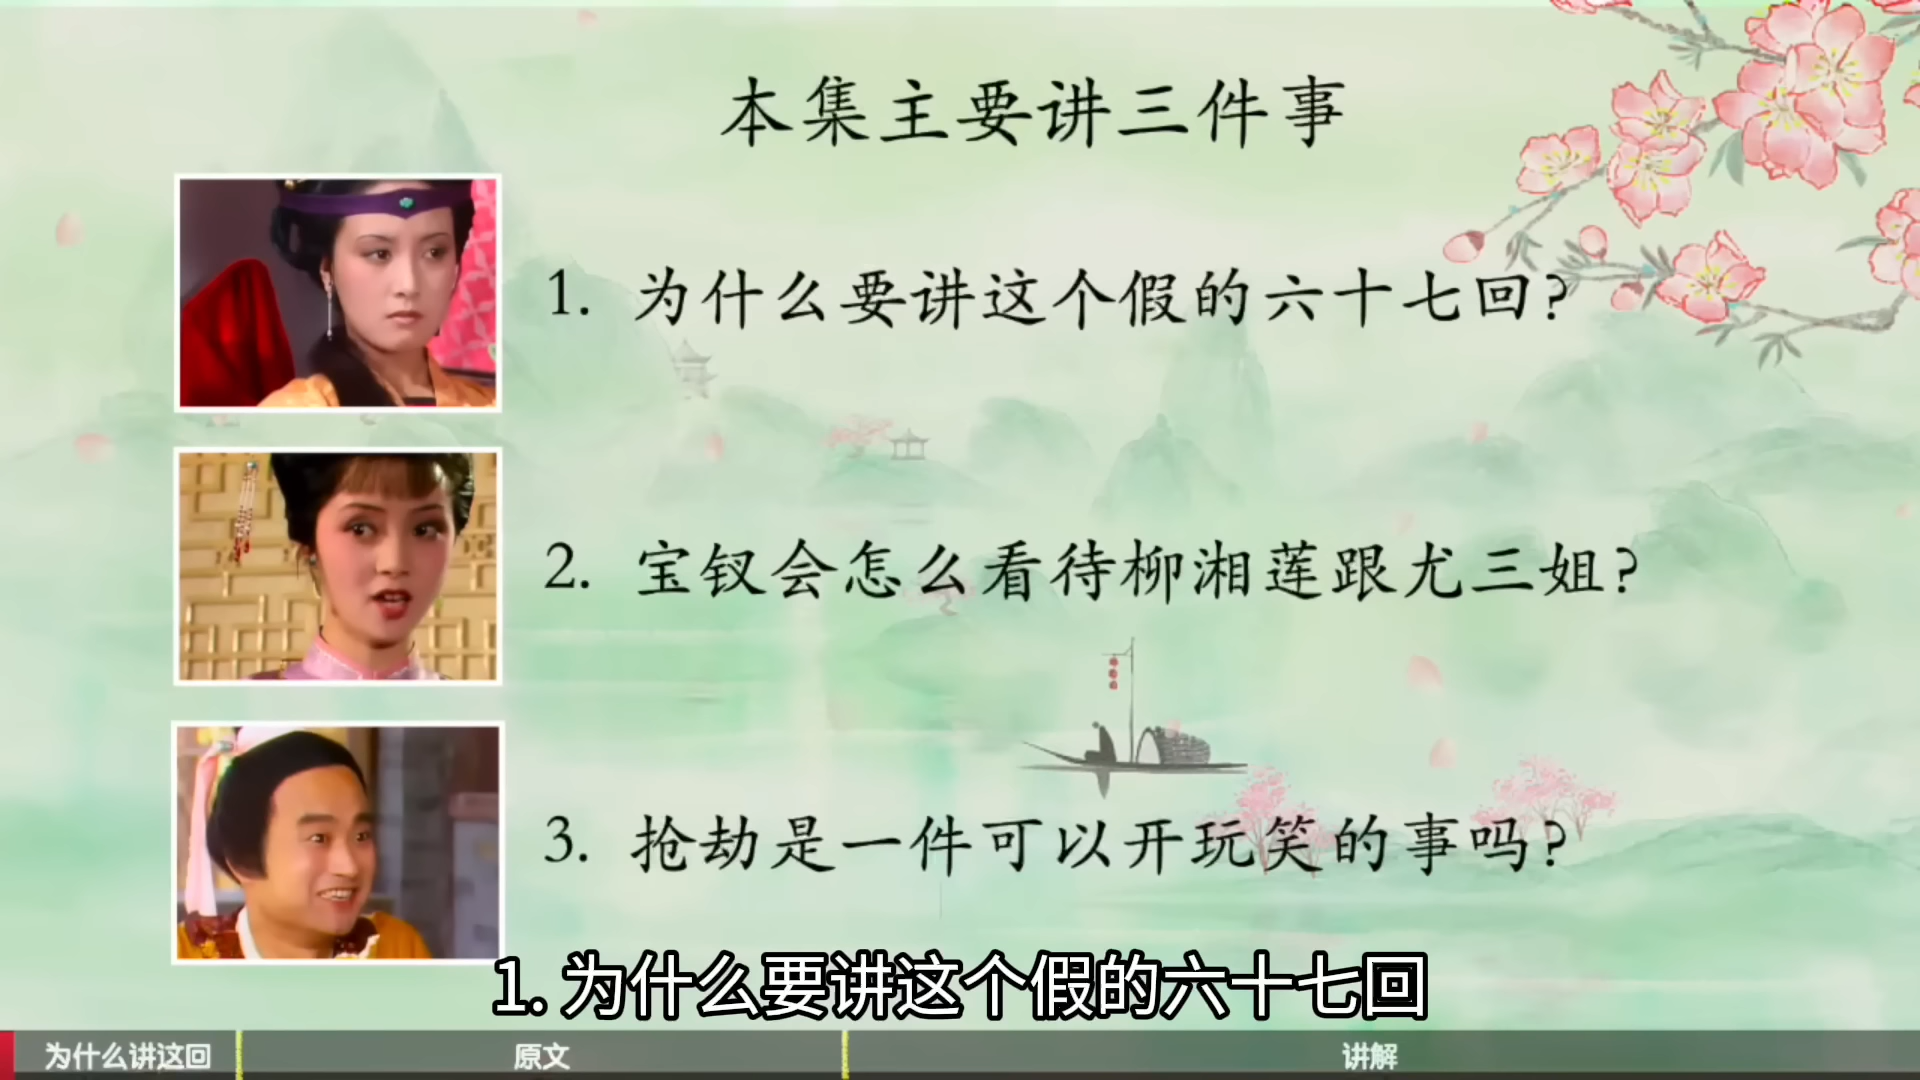 本集主要讲三件事
1. 为什么要讲这个假的六十七回?
2. 宝钗会怎么看待柳湘莲跟尤三姐?
3. 抢劫是一件可以开玩笑的事吗?
1. 为什么要讲这个假的六十七回
为什么讲这回
原文
讲解